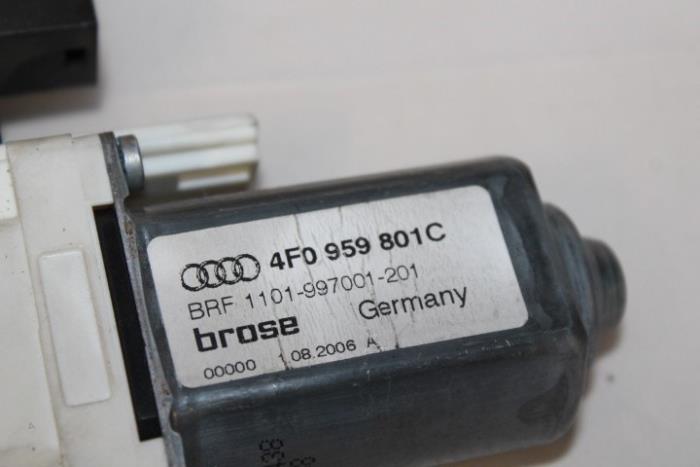 4F0 959 801C
BRF 1101-997001-201
brose Germany
00000 1.08.2006 A